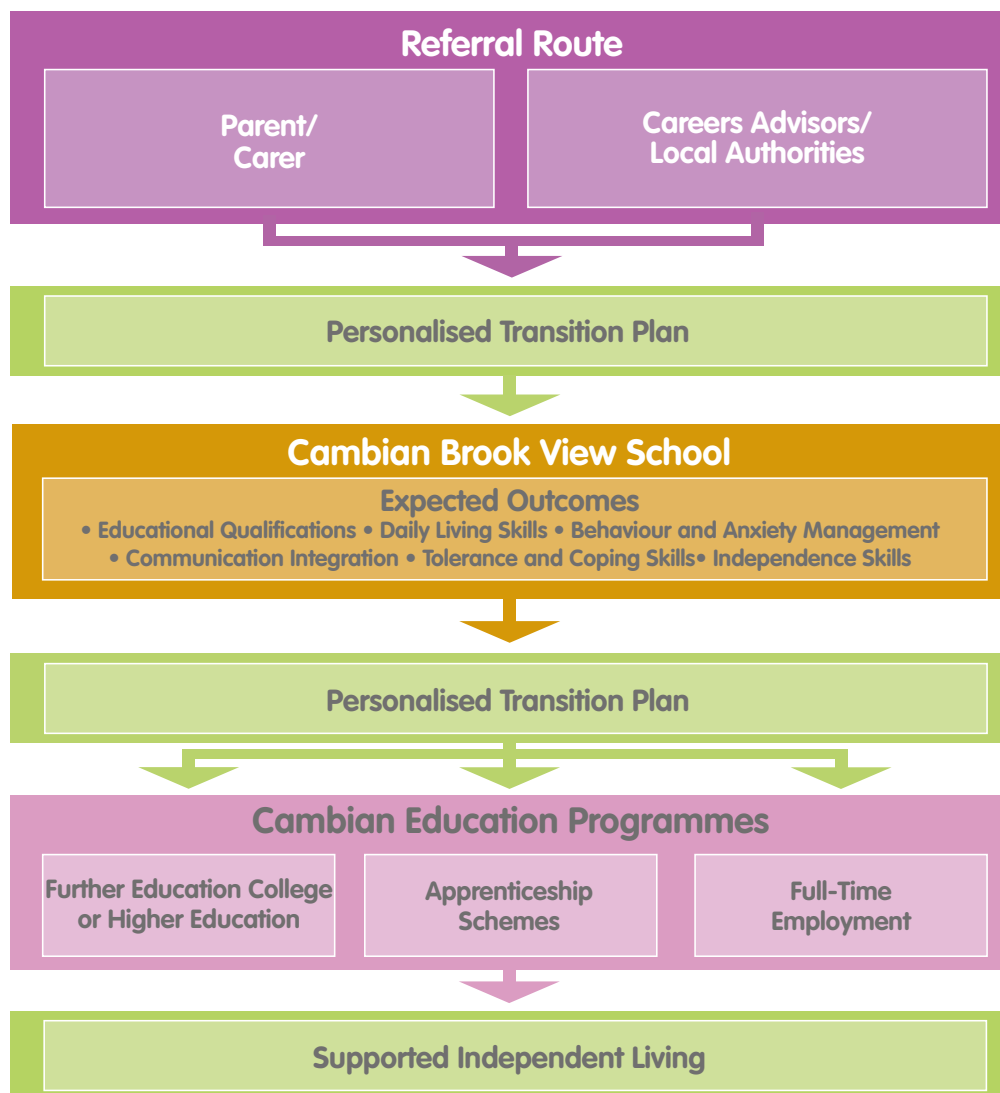 Referral Route
Parent/
Carer
Careers Advisors/
Local Authorities
Personalised Transition Plan
Cambian Brook View School
Expected Outcomes
• Educational Qualifications • Daily Living Skills • Behaviour and Anxiety Management
• Communication Integration • Tolerance and Coping Skills• Independence Skills
Personalised Transition Plan
Cambian Education Programmes
Further Education College
or Higher Education
Apprenticeship
Schemes
Full-Time
Employment
Supported Independent Living